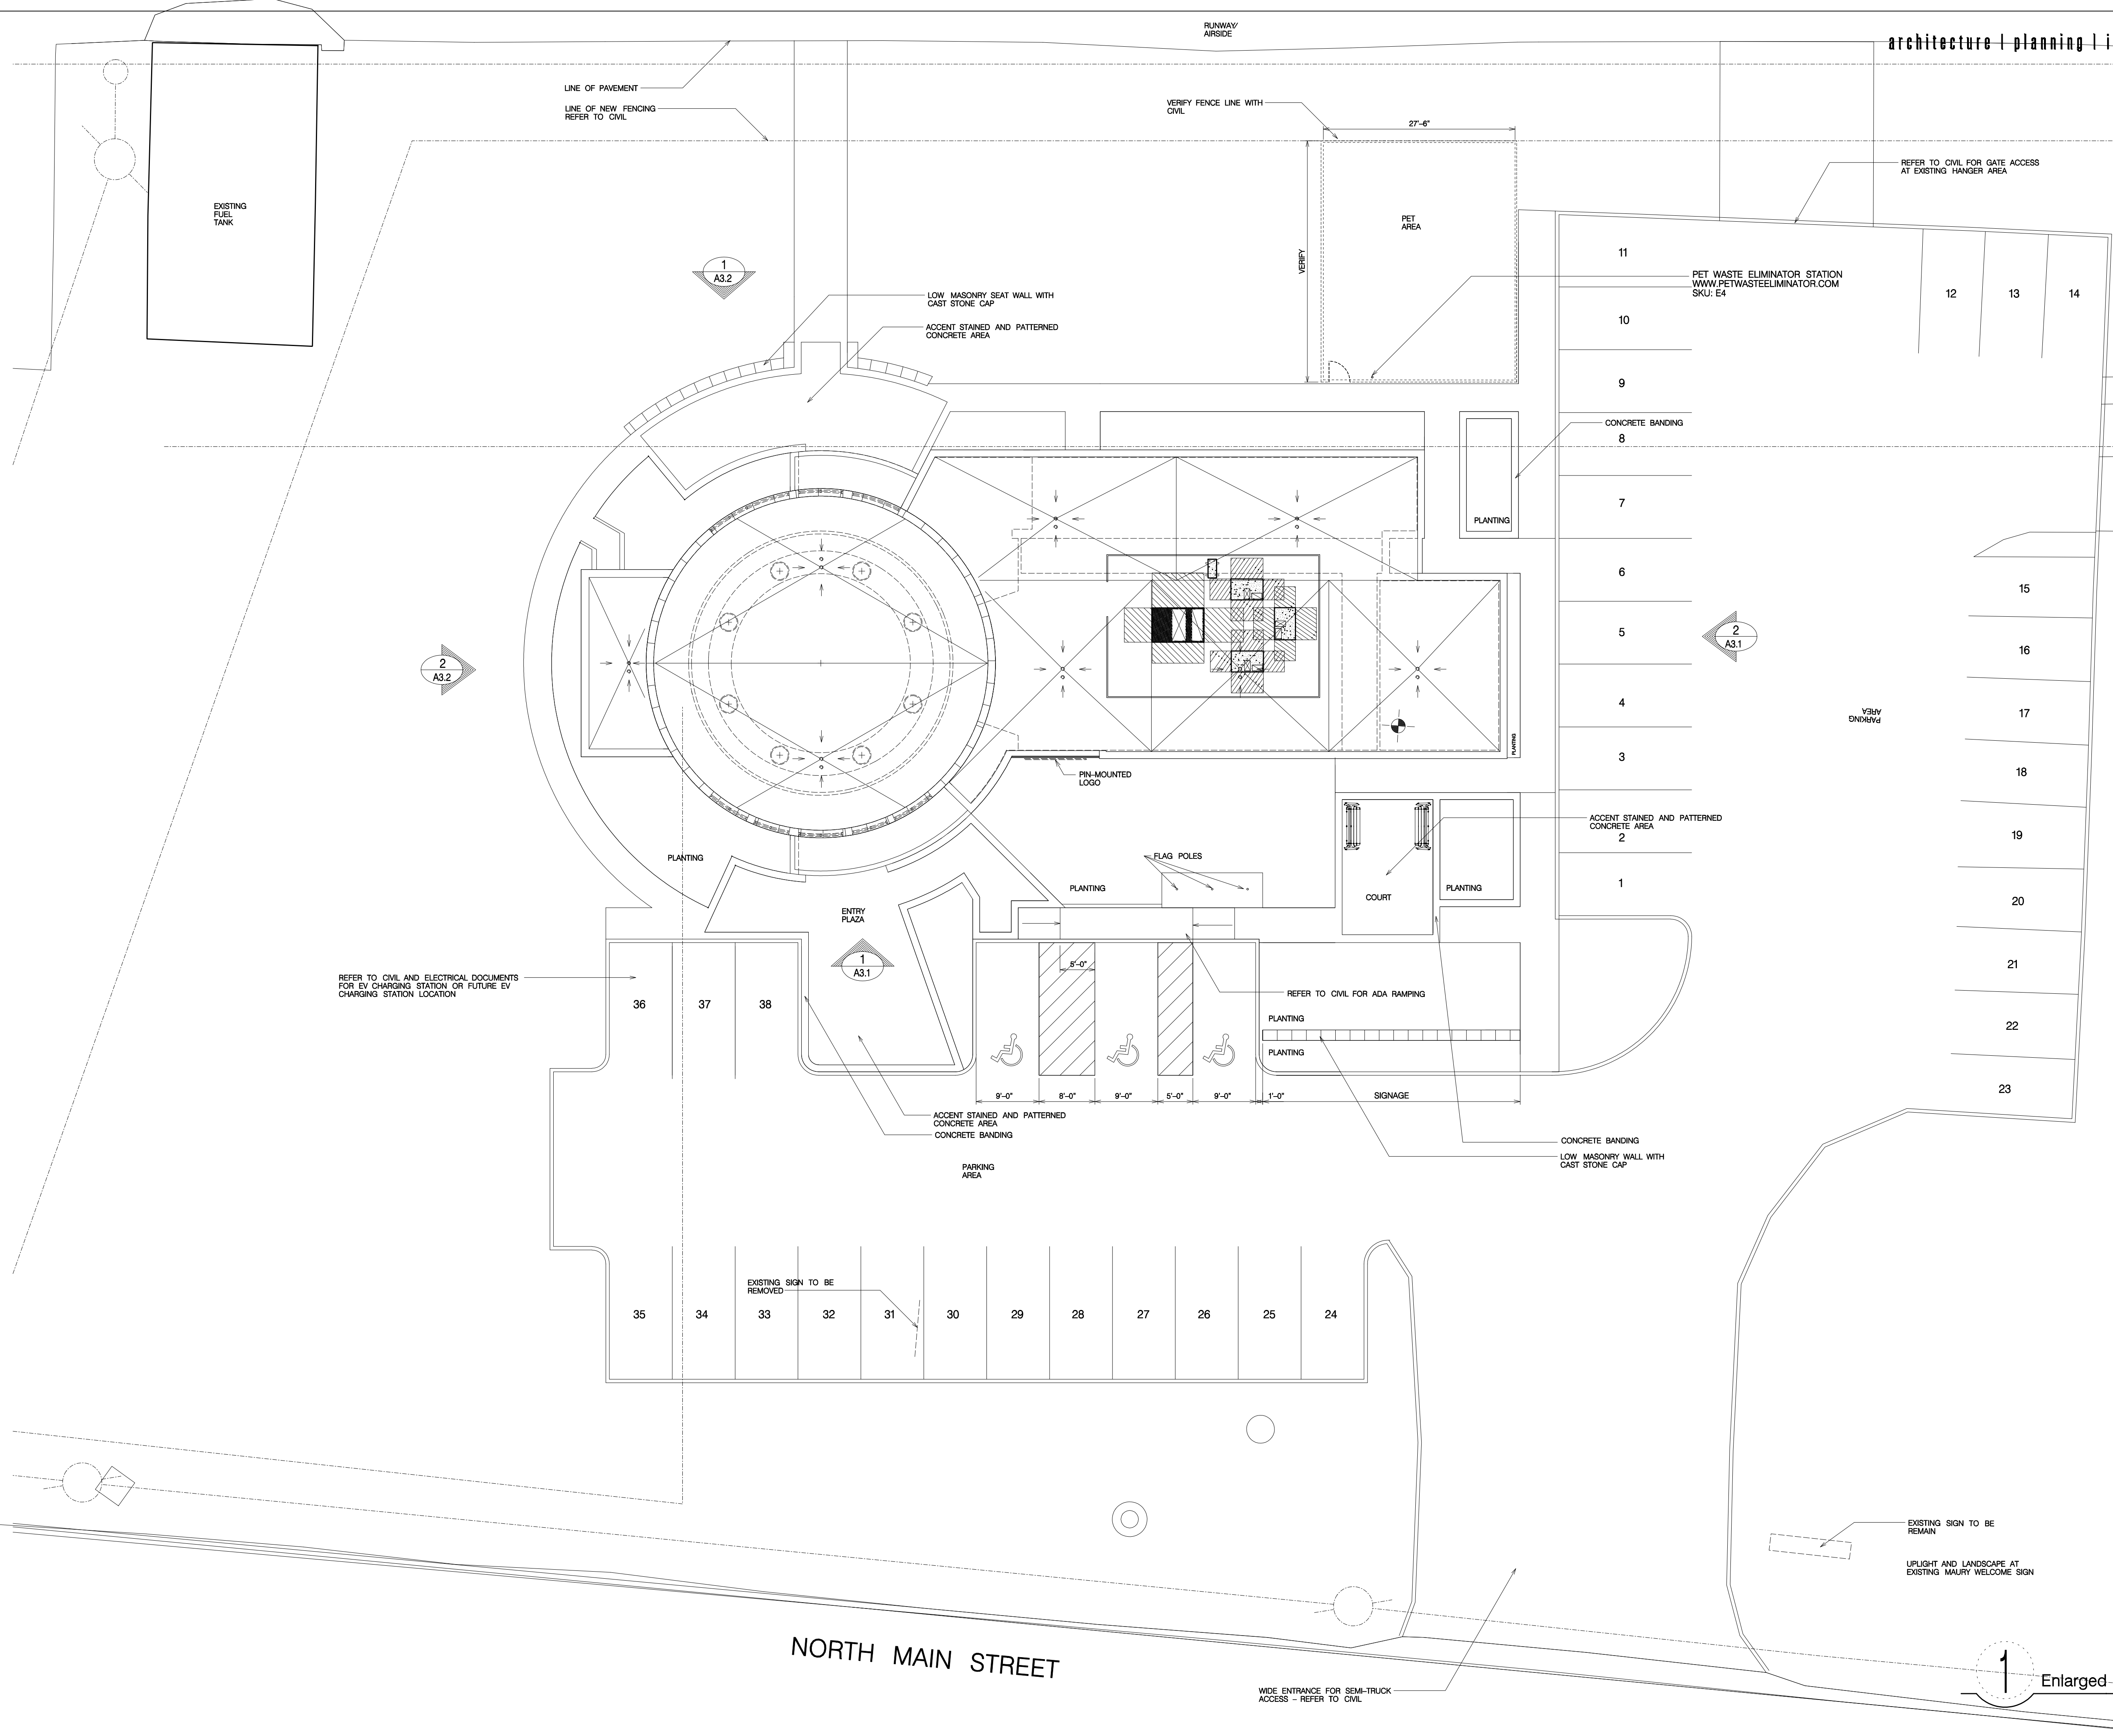 RUNWAY/
AIRSIDE
architecture | planning | i
LINE OF PAVEMENT
LINE OF NEW FENCING
REFER TO CIVIL
VERIFY FENCE LINE WITH
CIVIL
27'-6"
REFER TO CIVIL FOR GATE ACCESS
AT EXISTING HANGER AREA
EXISTING
FUEL
TANK
PET
AREA
VERIFY
1
A3.2
PET WASTE ELIMINATOR STATION
WWW.PETWASTEELIMINATOR.COM
SKU: E4
LOW MASONRY SEAT WALL WITH
CAST STONE CAP
ACCENT STAINED AND PATTERNED
CONCRETE AREA
11
10
9
8
7
6
5
4
3
2
1
12
13
14
CONCRETE BANDING
PLANTING
15
16
17
18
19
20
21
22
23
2
A3.1
2
A3.2
PARKING
AREA
PLANTING
PIN-MOUNTED
LOGO
ACCENT STAINED AND PATTERNED
CONCRETE AREA
PLANTING
FLAG POLES
PLANTING
COURT
PLANTING
ENTRY
PLAZA
1
A3.1
5'-0"
REFER TO CIVIL AND ELECTRICAL DOCUMENTS
FOR EV CHARGING STATION OR FUTURE EV
CHARGING STATION LOCATION
36
37
38
REFER TO CIVIL FOR ADA RAMPING
PLANTING
PLANTING
9'-0"
8'-0"
9'-0"
5'-0"
9'-0"
1'-0"
SIGNAGE
ACCENT STAINED AND PATTERNED
CONCRETE AREA
CONCRETE BANDING
CONCRETE BANDING
LOW MASONRY WALL WITH
CAST STONE CAP
PARKING
AREA
EXISTING SIGN TO BE
REMOVED
35
34
33
32
31
30
29
28
27
26
25
24
EXISTING SIGN TO BE
REMAIN
UPLIGHT AND LANDSCAPE AT
EXISTING MAURY WELCOME SIGN
NORTH MAIN STREET
WIDE ENTRANCE FOR SEMI-TRUCK
ACCESS - REFER TO CIVIL
1
Enlarged